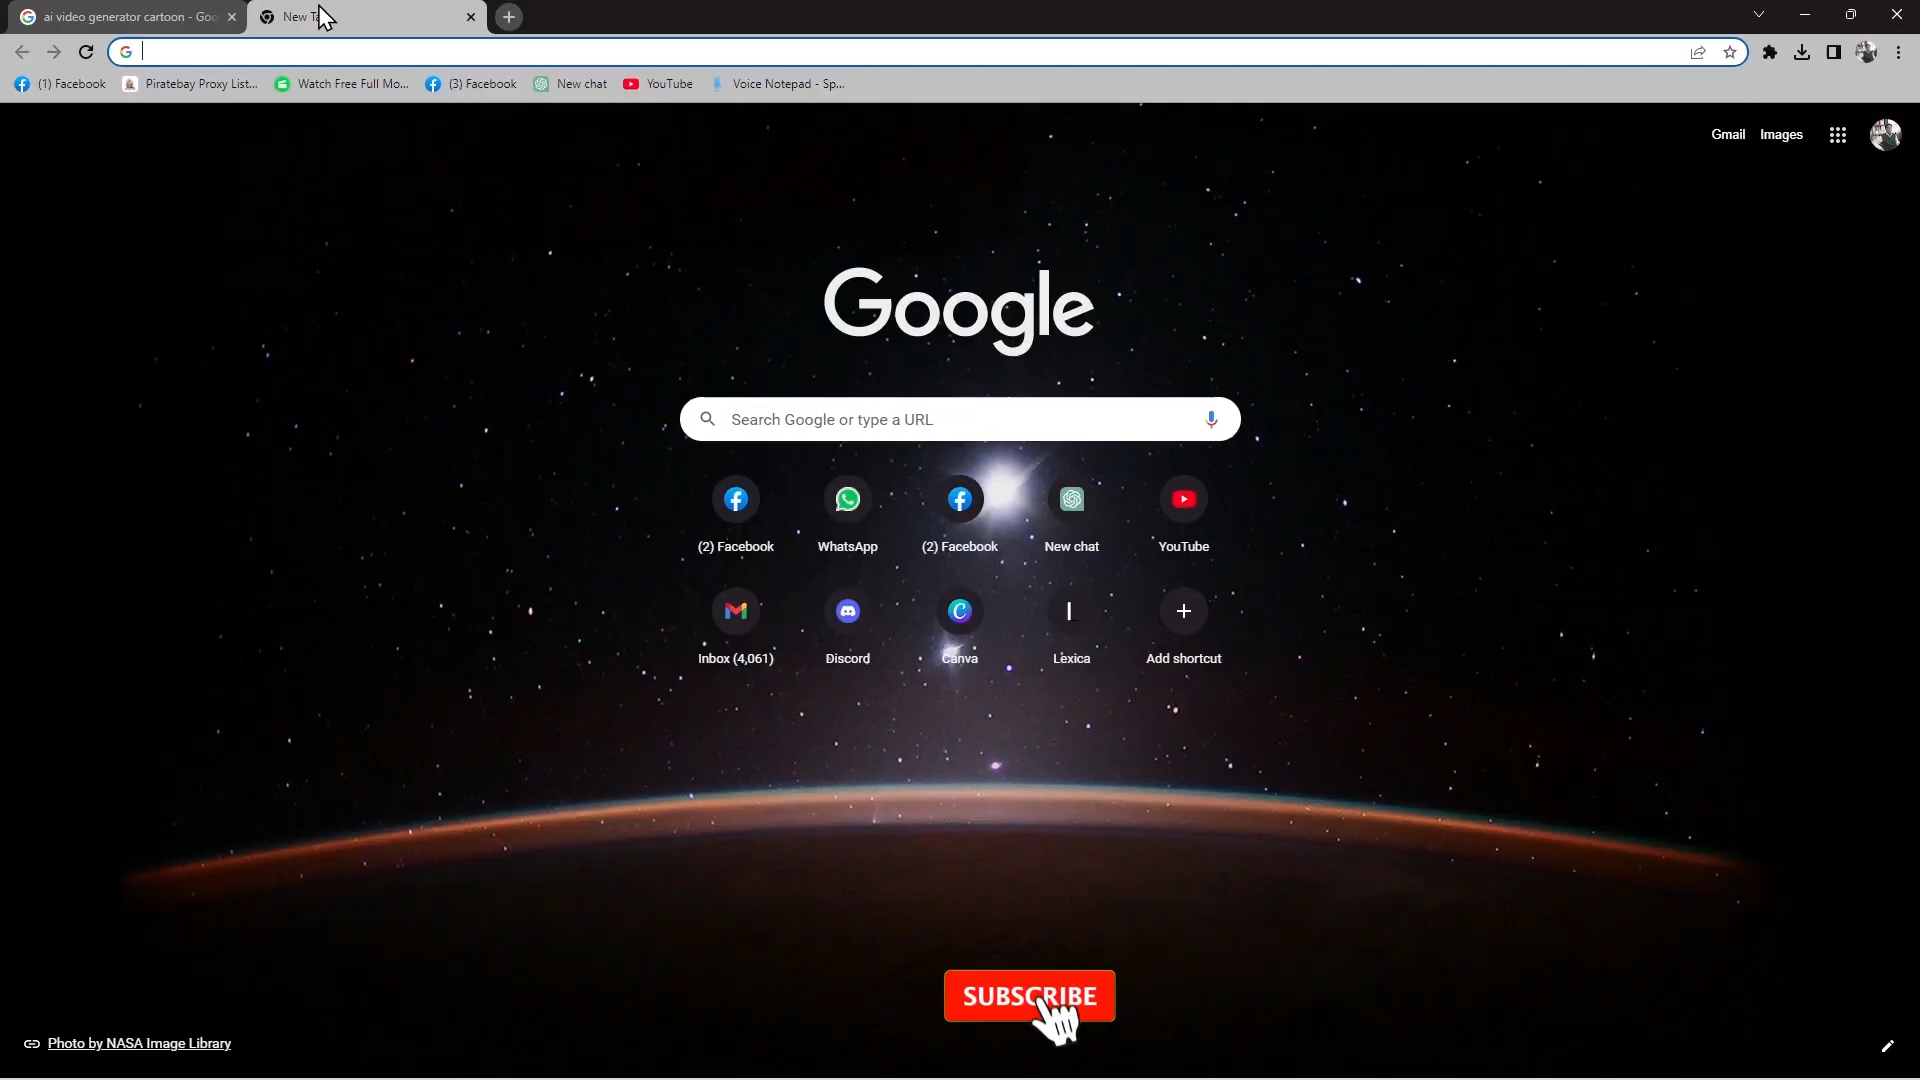 ai video generator cartoon - Goo
New Ta
(1) Facebook
Piratebay Proxy List...
Watch Free Full Mo...
(3) Facebook
New chat
YouTube
Voice Notepad - Sp...
Gmail
Images
Google
Search Google or type a URL
(2) Facebook
WhatsApp
(2) Facebook
New chat
YouTube
Inbox (4,061)
Discord
Canva
Lexica
Add shortcut
SUBSCRIBE
Photo by NASA Image Library